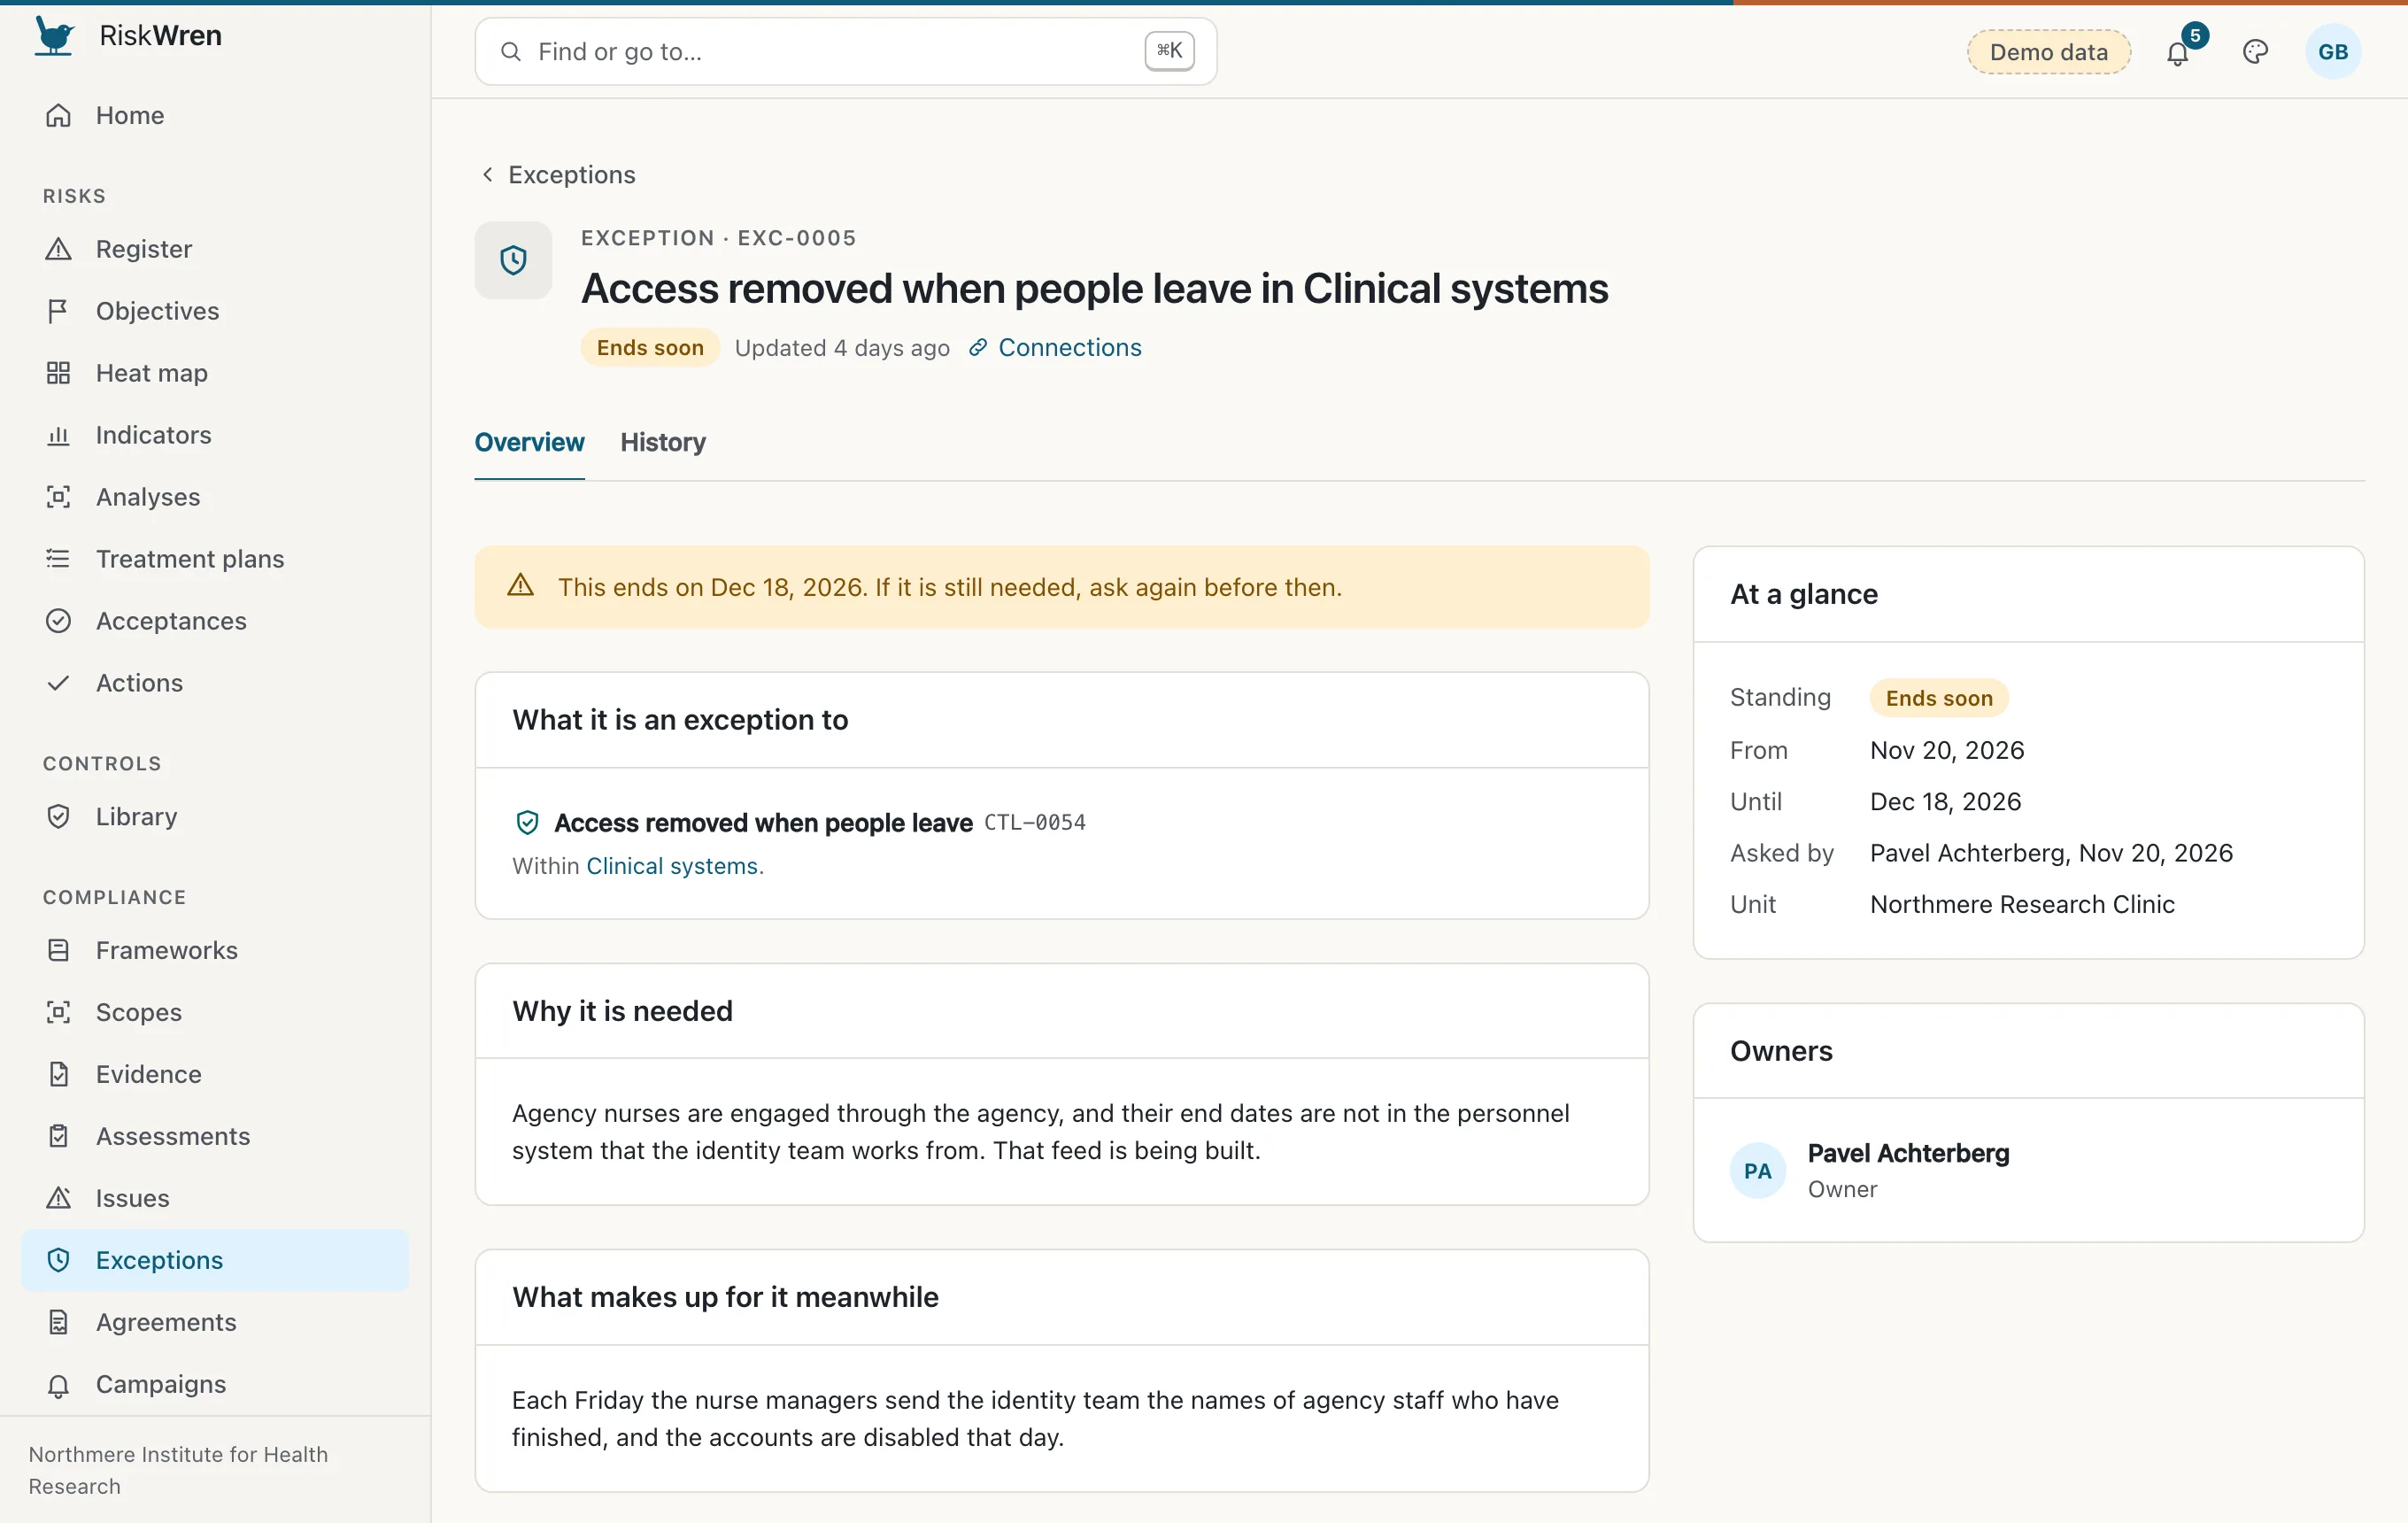 RiskWren
Find or go to...
⌘K
Demo data
5
GB
Home
RISKS
Register
Objectives
Heat map
Indicators
Analyses
Treatment plans
Acceptances
Actions
CONTROLS
Library
COMPLIANCE
Frameworks
Scopes
Evidence
Assessments
Issues
Exceptions
Agreements
Campaigns
Northmere Institute for Health
Research
Exceptions
EXCEPTION · EXC-0005
Access removed when people leave in Clinical systems
Ends soon
Updated 4 days ago
Connections
Overview
History
This ends on Dec 18, 2026. If it is still needed, ask again before then.
What it is an exception to
Access removed when people leave CTL-0054
Within Clinical systems.
Why it is needed
Agency nurses are engaged through the agency, and their end dates are not in the personnel
system that the identity team works from. That feed is being built.
What makes up for it meanwhile
Each Friday the nurse managers send the identity team the names of agency staff who have
finished, and the accounts are disabled that day.
At a glance
Standing Ends soon
From Nov 20, 2026
Until Dec 18, 2026
Asked by Pavel Achterberg, Nov 20, 2026
Unit Northmere Research Clinic
Owners
PA
Pavel Achterberg
Owner